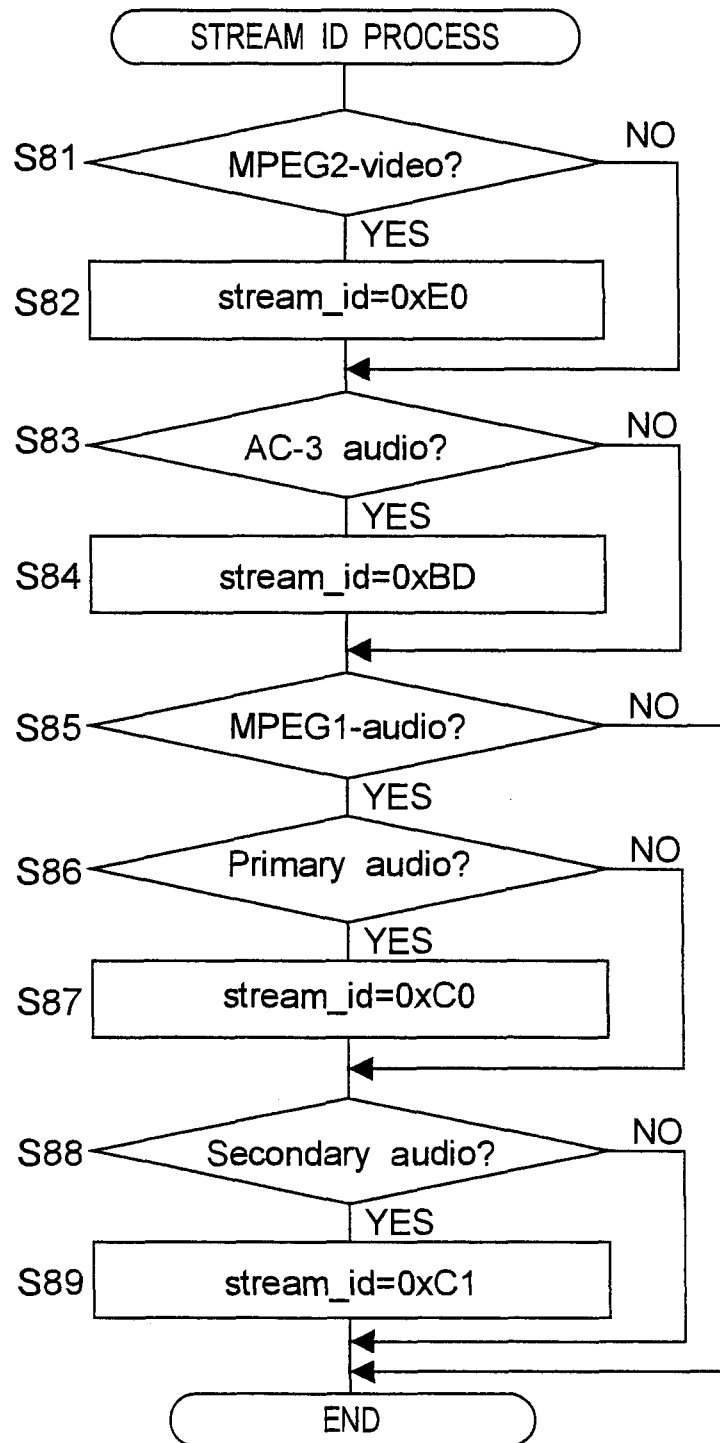 STREAM ID PROCESS
S81
MPEG2-video?
NO
YES
S82
stream_id=0xE0
S83
AC-3 audio?
NO
YES
S84
stream_id=0xBD
S85
MPEG1-audio?
NO
YES
S86
Primary audio?
NO
YES
S87
stream_id=0xC0
S88
Secondary audio?
NO
YES
S89
stream_id=0xC1
END